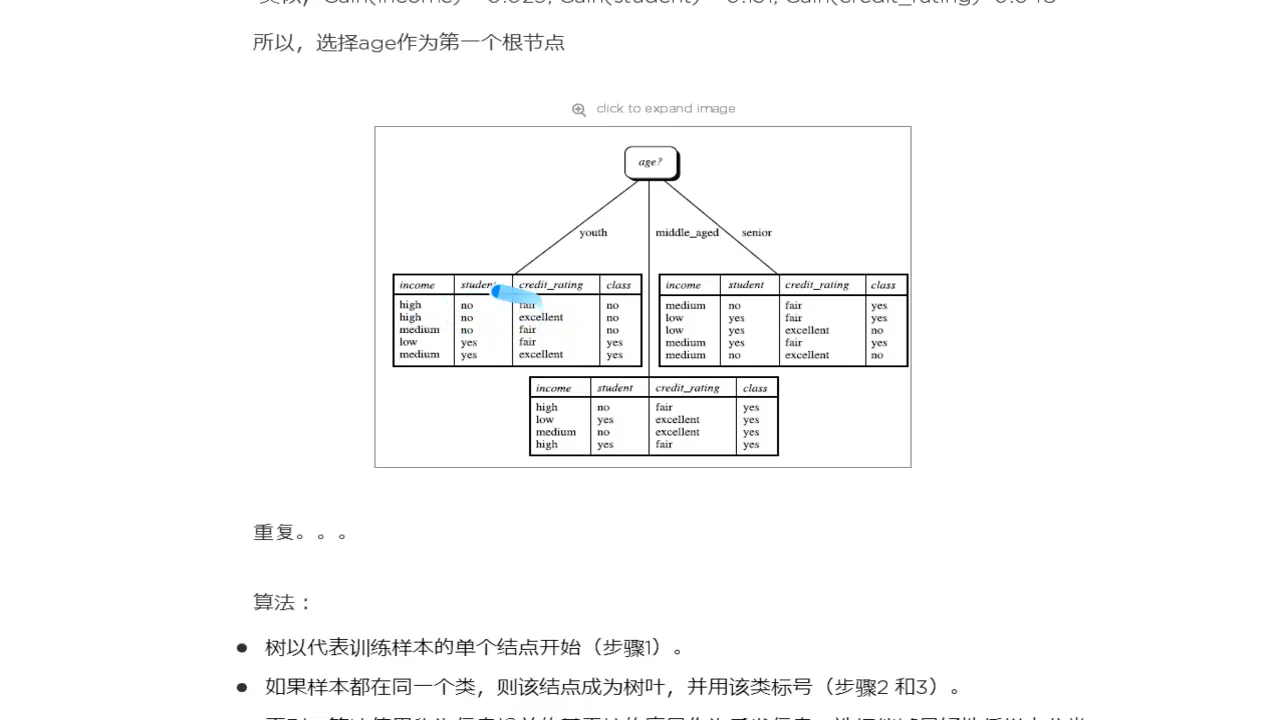 所以，选择age作为第一个根节点
click to expand image
age?
youth
middle_aged
senior
income student credit_rating class
high no fair no
high no excellent no
medium no fair no
low yes fair yes
medium yes excellent yes
income student credit_rating class
medium no fair yes
low yes fair yes
low yes excellent no
medium yes fair yes
medium no excellent no
income student credit_rating class
high no fair yes
low yes excellent yes
medium no excellent yes
high yes fair yes
重复。。。
算法：
● 树以代表训练样本的单个结点开始（步骤1）。
● 如果样本都在同一个类，则该结点成为树叶，并用该类标号（步骤2 和3）。